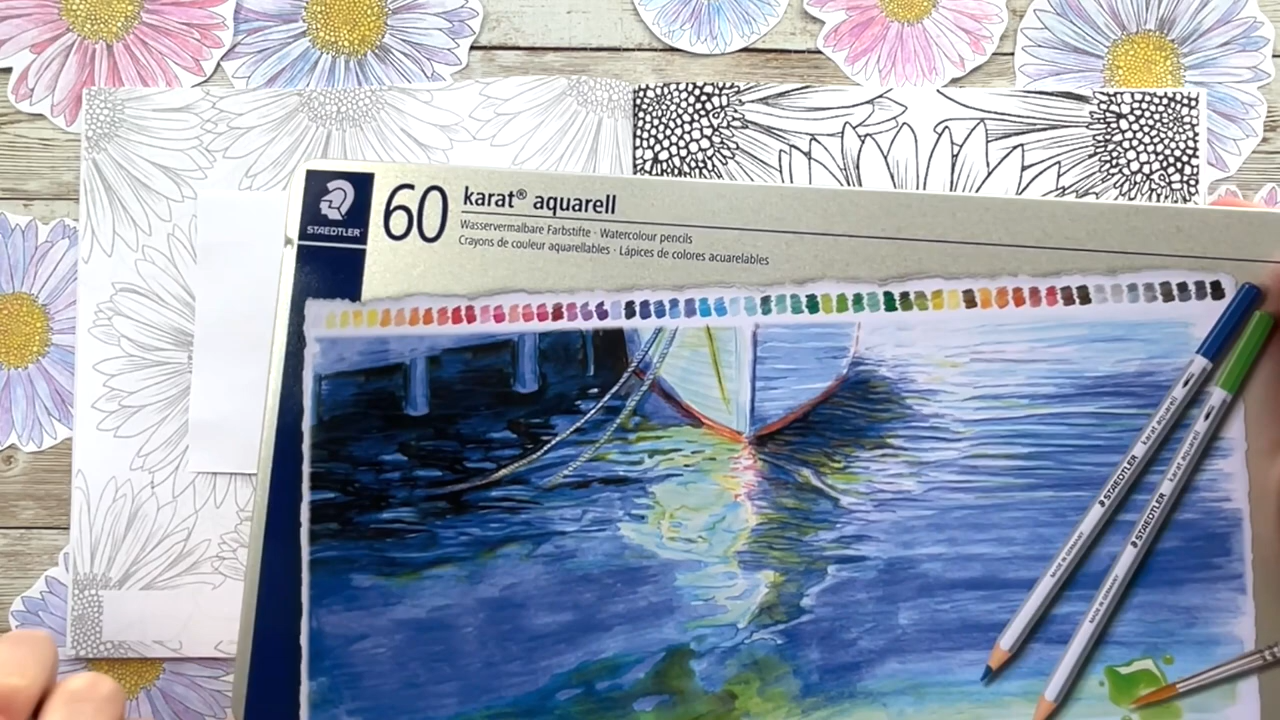 STAEDTLER
60 karat® aquarell
Wasservermalbare Farbstifte · Watercolour pencils
Crayons de couleur aquarellables · Lápices de colores acuarelables
STAEDTLER karat aquarell
MADE IN GERMANY
STAEDTLER karat aquarell
MADE IN GERMANY